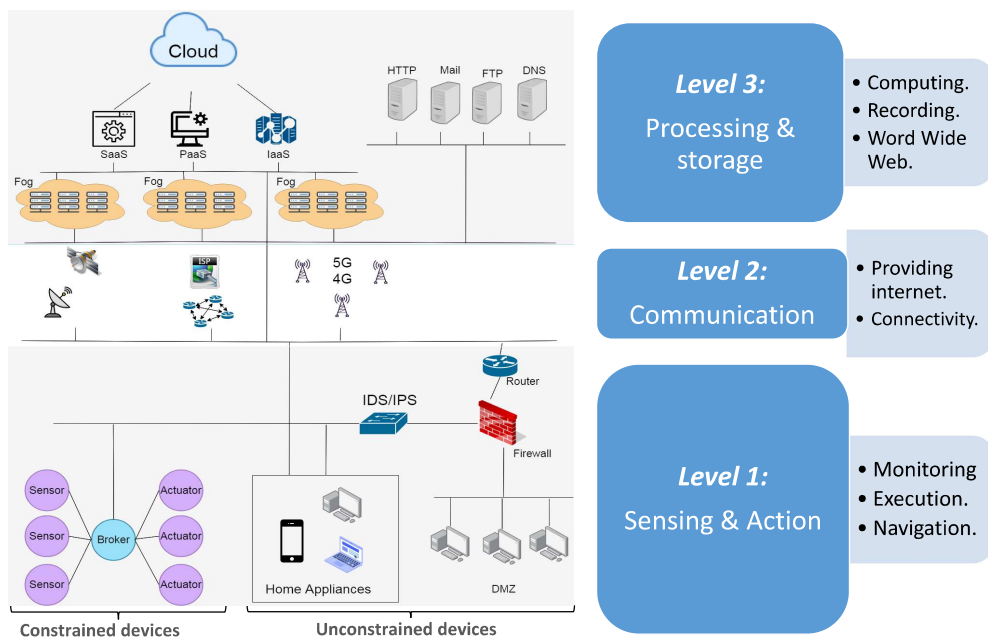 Cloud
HTTP
Mail
FTP
DNS
SaaS
PaaS
IaaS
Fog
Fog
Fog
ISP
5G
4G
Router
IDS/IPS
Firewall
Sensor
Actuator
Sensor
Broker
Actuator
Sensor
Actuator
Home Appliances
DMZ
Constrained devices
Unconstrained devices
Level 3:
Processing &
storage
• Computing.
• Recording.
• Word Wide
Web.
Level 2:
Communication
• Providing
internet.
• Connectivity.
Level 1:
Sensing & Action
• Monitoring
• Execution.
• Navigation.